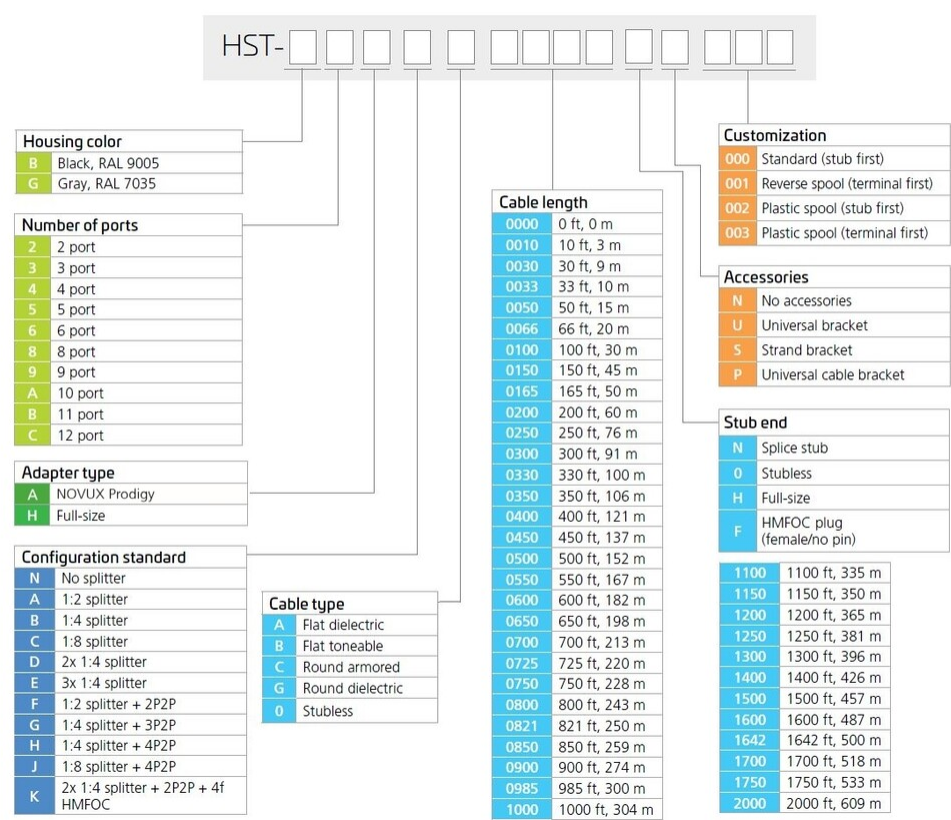 HST-
Housing color
B Black, RAL 9005
G Gray, RAL 7035
Number of ports
2 2 port
3 3 port
4 4 port
5 5 port
6 6 port
8 8 port
9 9 port
A 10 port
B 11 port
C 12 port
Adapter type
A NOVUX Prodigy
H Full-size
Configuration standard
N No splitter
A 1:2 splitter
B 1:4 splitter
C 1:8 splitter
D 2x 1:4 splitter
E 3x 1:4 splitter
F 1:2 splitter + 2P2P
G 1:4 splitter + 3P2P
H 1:4 splitter + 4P2P
J 1:8 splitter + 4P2P
K 2x 1:4 splitter + 2P2P + 4f
HMFOC
Cable type
A Flat dielectric
B Flat toneable
C Round armored
G Round dielectric
0 Stubless
Cable length
0000 0 ft, 0 m
0010 10 ft, 3 m
0030 30 ft, 9 m
0033 33 ft, 10 m
0050 50 ft, 15 m
0066 66 ft, 20 m
0100 100 ft, 30 m
0150 150 ft, 45 m
0165 165 ft, 50 m
0200 200 ft, 60 m
0250 250 ft, 76 m
0300 300 ft, 91 m
0330 330 ft, 100 m
0350 350 ft, 106 m
0400 400 ft, 121 m
0450 450 ft, 137 m
0500 500 ft, 152 m
0550 550 ft, 167 m
0600 600 ft, 182 m
0650 650 ft, 198 m
0700 700 ft, 213 m
0725 725 ft, 220 m
0750 750 ft, 228 m
0800 800 ft, 243 m
0821 821 ft, 250 m
0850 850 ft, 259 m
0900 900 ft, 274 m
0985 985 ft, 300 m
1000 1000 ft, 304 m
Customization
000 Standard (stub first)
001 Reverse spool (terminal first)
002 Plastic spool (stub first)
003 Plastic spool (terminal first)
Accessories
N No accessories
U Universal bracket
S Strand bracket
P Universal cable bracket
Stub end
N Splice stub
0 Stubless
H Full-size
F HMFOC plug
(female/no pin)
1100 1100 ft, 335 m
1150 1150 ft, 350 m
1200 1200 ft, 365 m
1250 1250 ft, 381 m
1300 1300 ft, 396 m
1400 1400 ft, 426 m
1500 1500 ft, 457 m
1600 1600 ft, 487 m
1642 1642 ft, 500 m
1700 1700 ft, 518 m
1750 1750 ft, 533 m
2000 2000 ft, 609 m